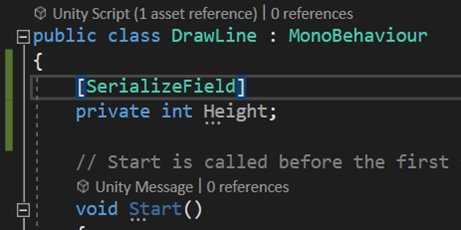 Unity Script (1 asset reference) | 0 references
public class DrawLine : MonoBehaviour
{
[SerializeField]
private int Height;
// Start is called before the first
Unity Message | 0 references
void Start()
{